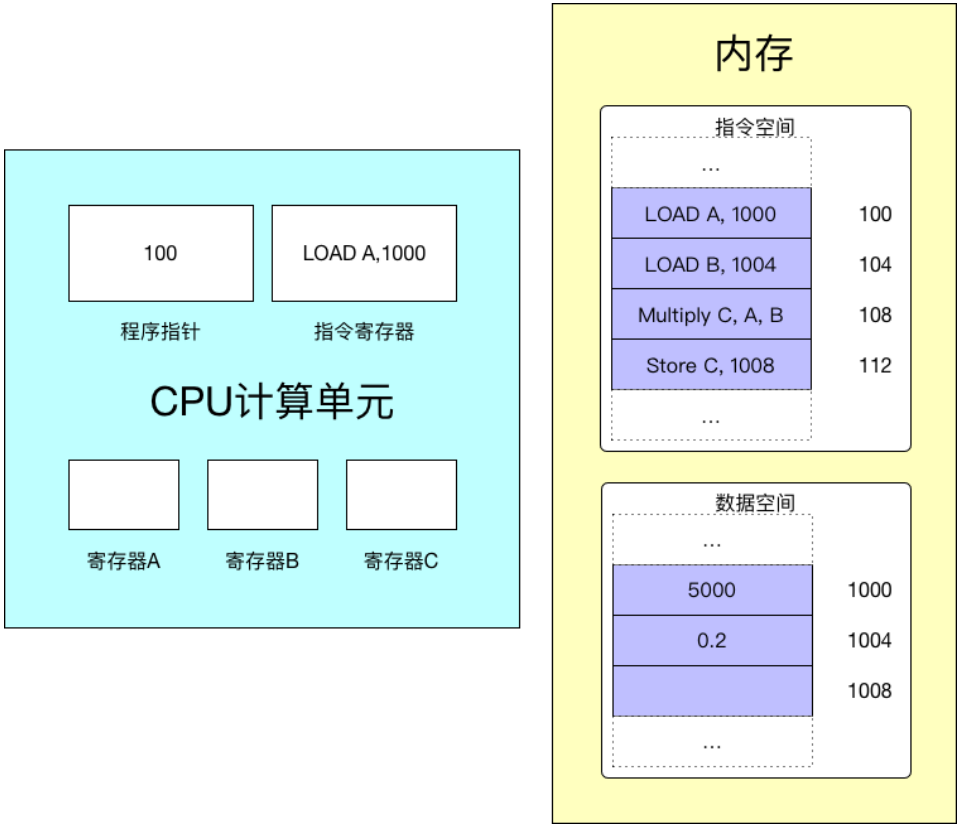 100
LOAD A,1000
程序指针
指令寄存器
CPU计算单元
寄存器A
寄存器B
寄存器C
内存
指令空间
...
LOAD A, 1000
100
LOAD B, 1004
104
Multiply C, A, B
108
Store C, 1008
112
...
数据空间
...
5000
1000
0.2
1004
1008
...